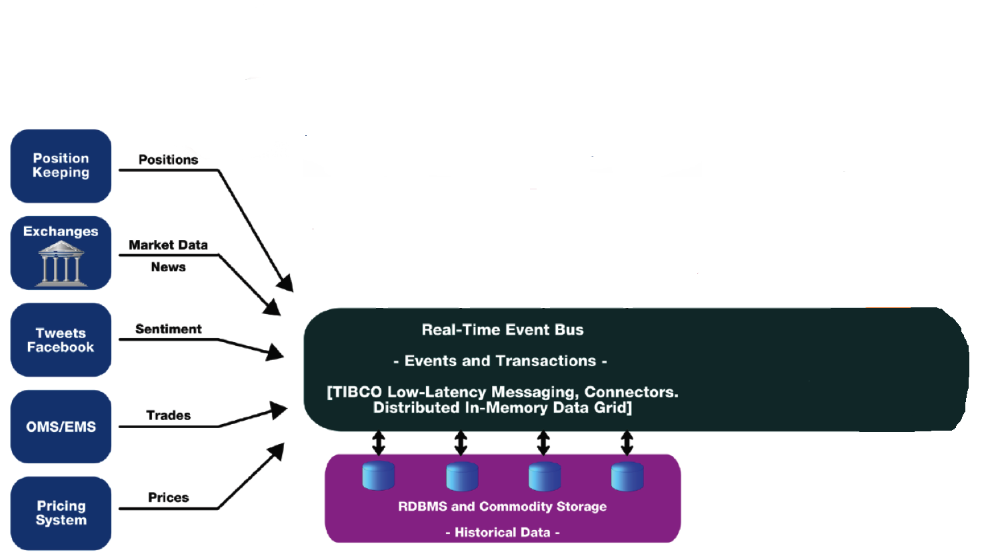 Position
Keeping
Positions
Exchanges
Market Data
News
Tweets
Facebook
Sentiment
OMS/EMS
Trades
Pricing
System
Prices
Real-Time Event Bus
- Events and Transactions -
[TIBCO Low-Latency Messaging, Connectors.
Distributed In-Memory Data Grid]
RDBMS and Commodity Storage
- Historical Data -